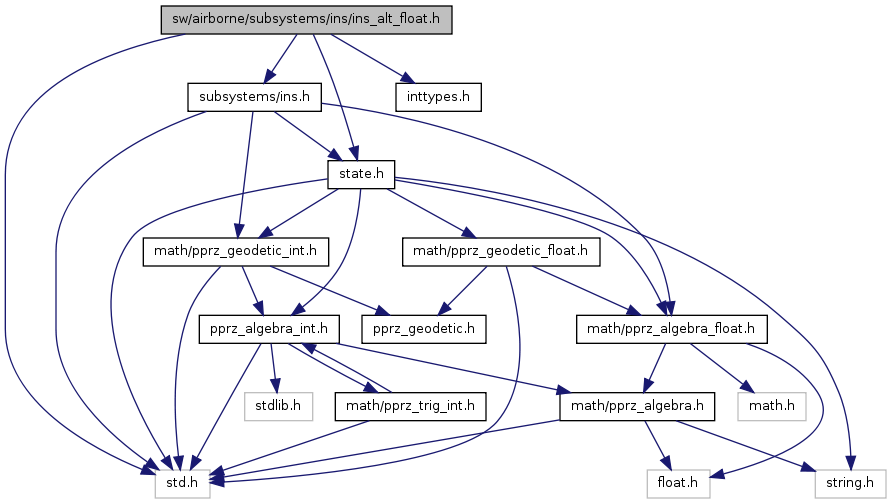 sw/airborne/subsystems/ins/ins_alt_float.h
subsystems/ins.h
inttypes.h
state.h
math/pprz_geodetic_int.h
math/pprz_geodetic_float.h
pprz_algebra_int.h
pprz_geodetic.h
math/pprz_algebra_float.h
stdlib.h
math/pprz_trig_int.h
math/pprz_algebra.h
math.h
std.h
float.h
string.h